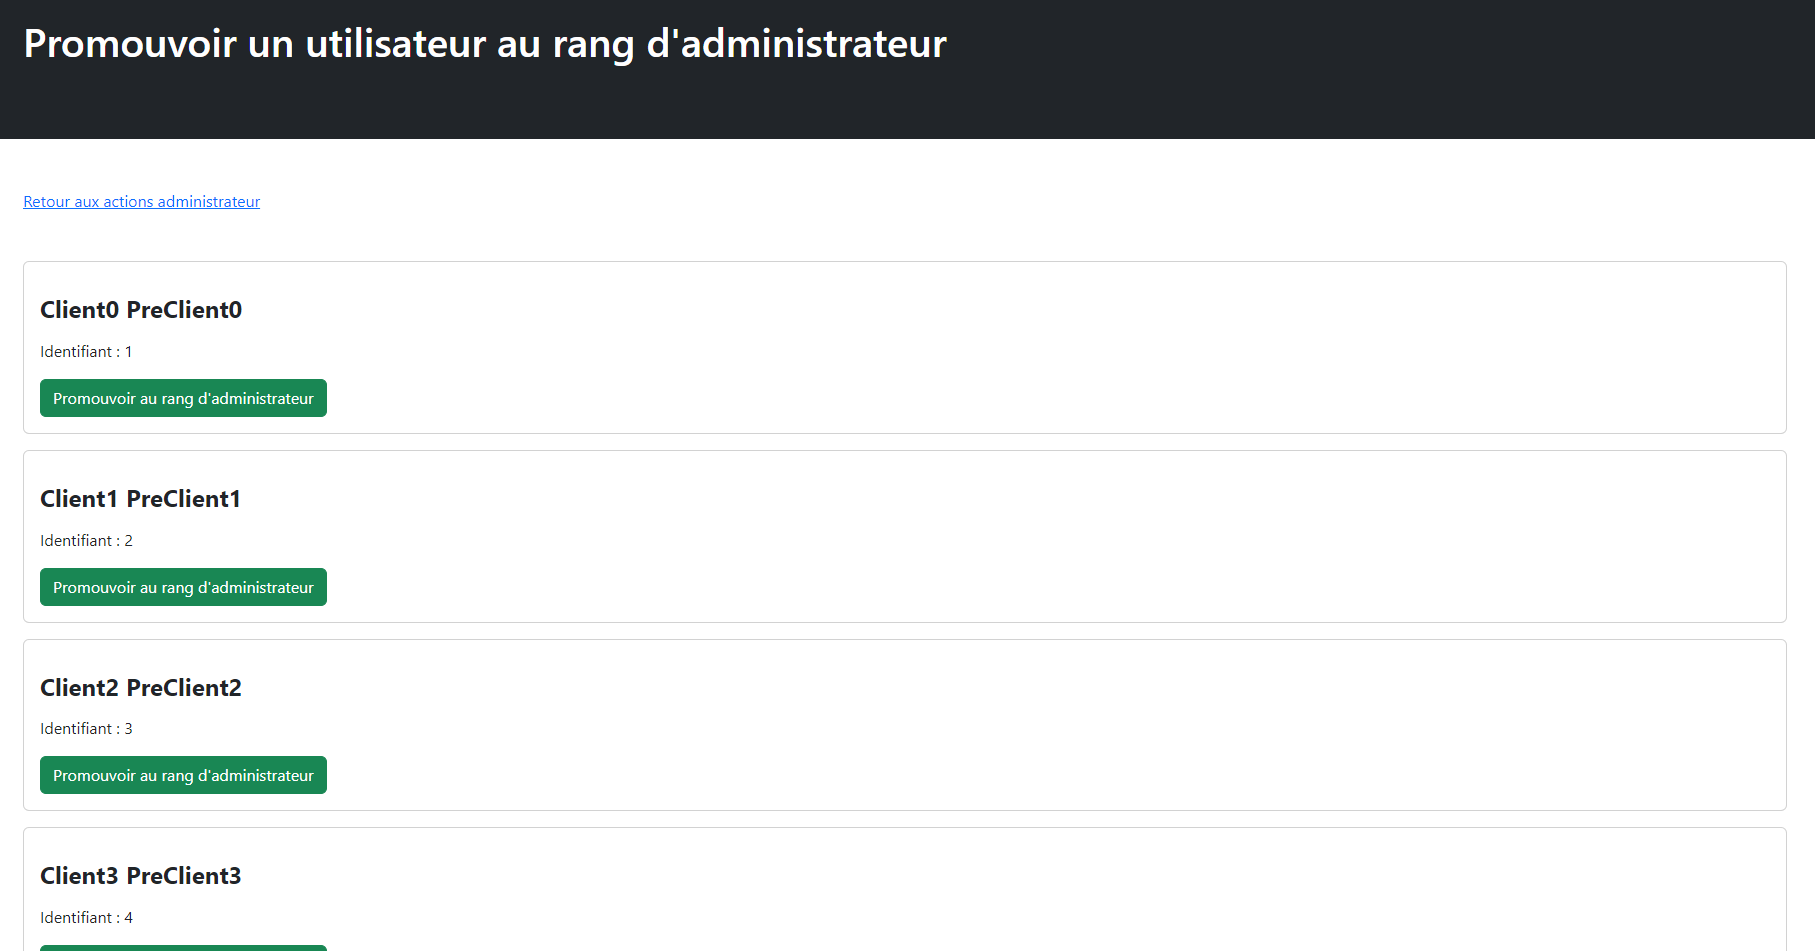 Promouvoir un utilisateur au rang d'administrateur
Retour aux actions administrateur
Client0 PreClient0
Identifiant : 1
Promouvoir au rang d'administrateur
Client1 PreClient1
Identifiant : 2
Promouvoir au rang d'administrateur
Client2 PreClient2
Identifiant : 3
Promouvoir au rang d'administrateur
Client3 PreClient3
Identifiant : 4